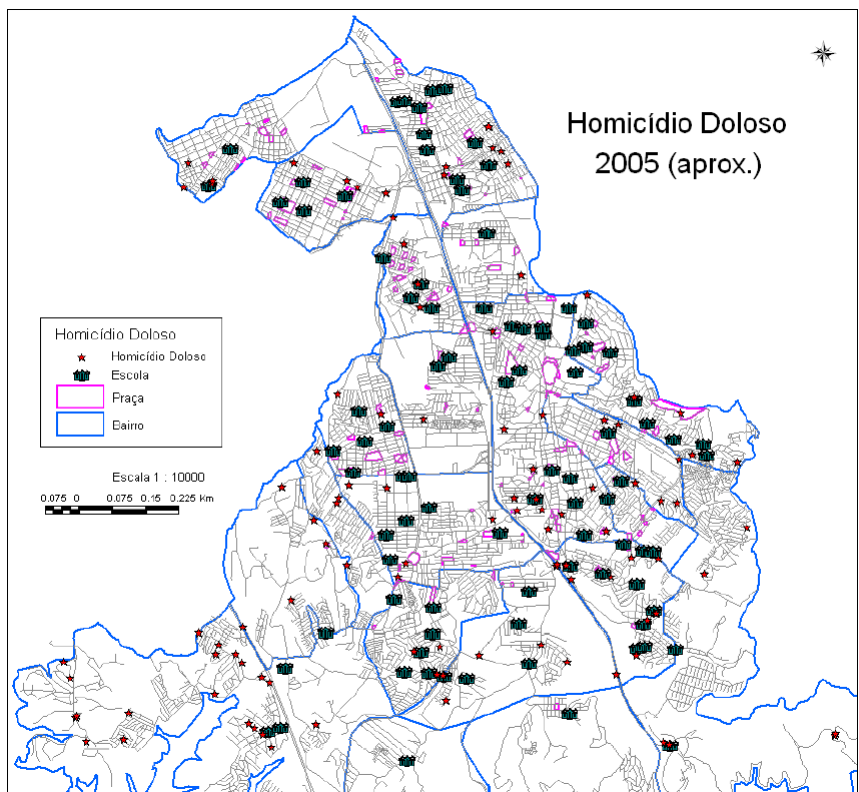 Homicídio Doloso
2005 (aprox.)
Homicídio Doloso
Homicídio Doloso
Escola
Praça
Bairro
Escala 1 : 10000
0.075 0 0.075 0.15 0.225 Km